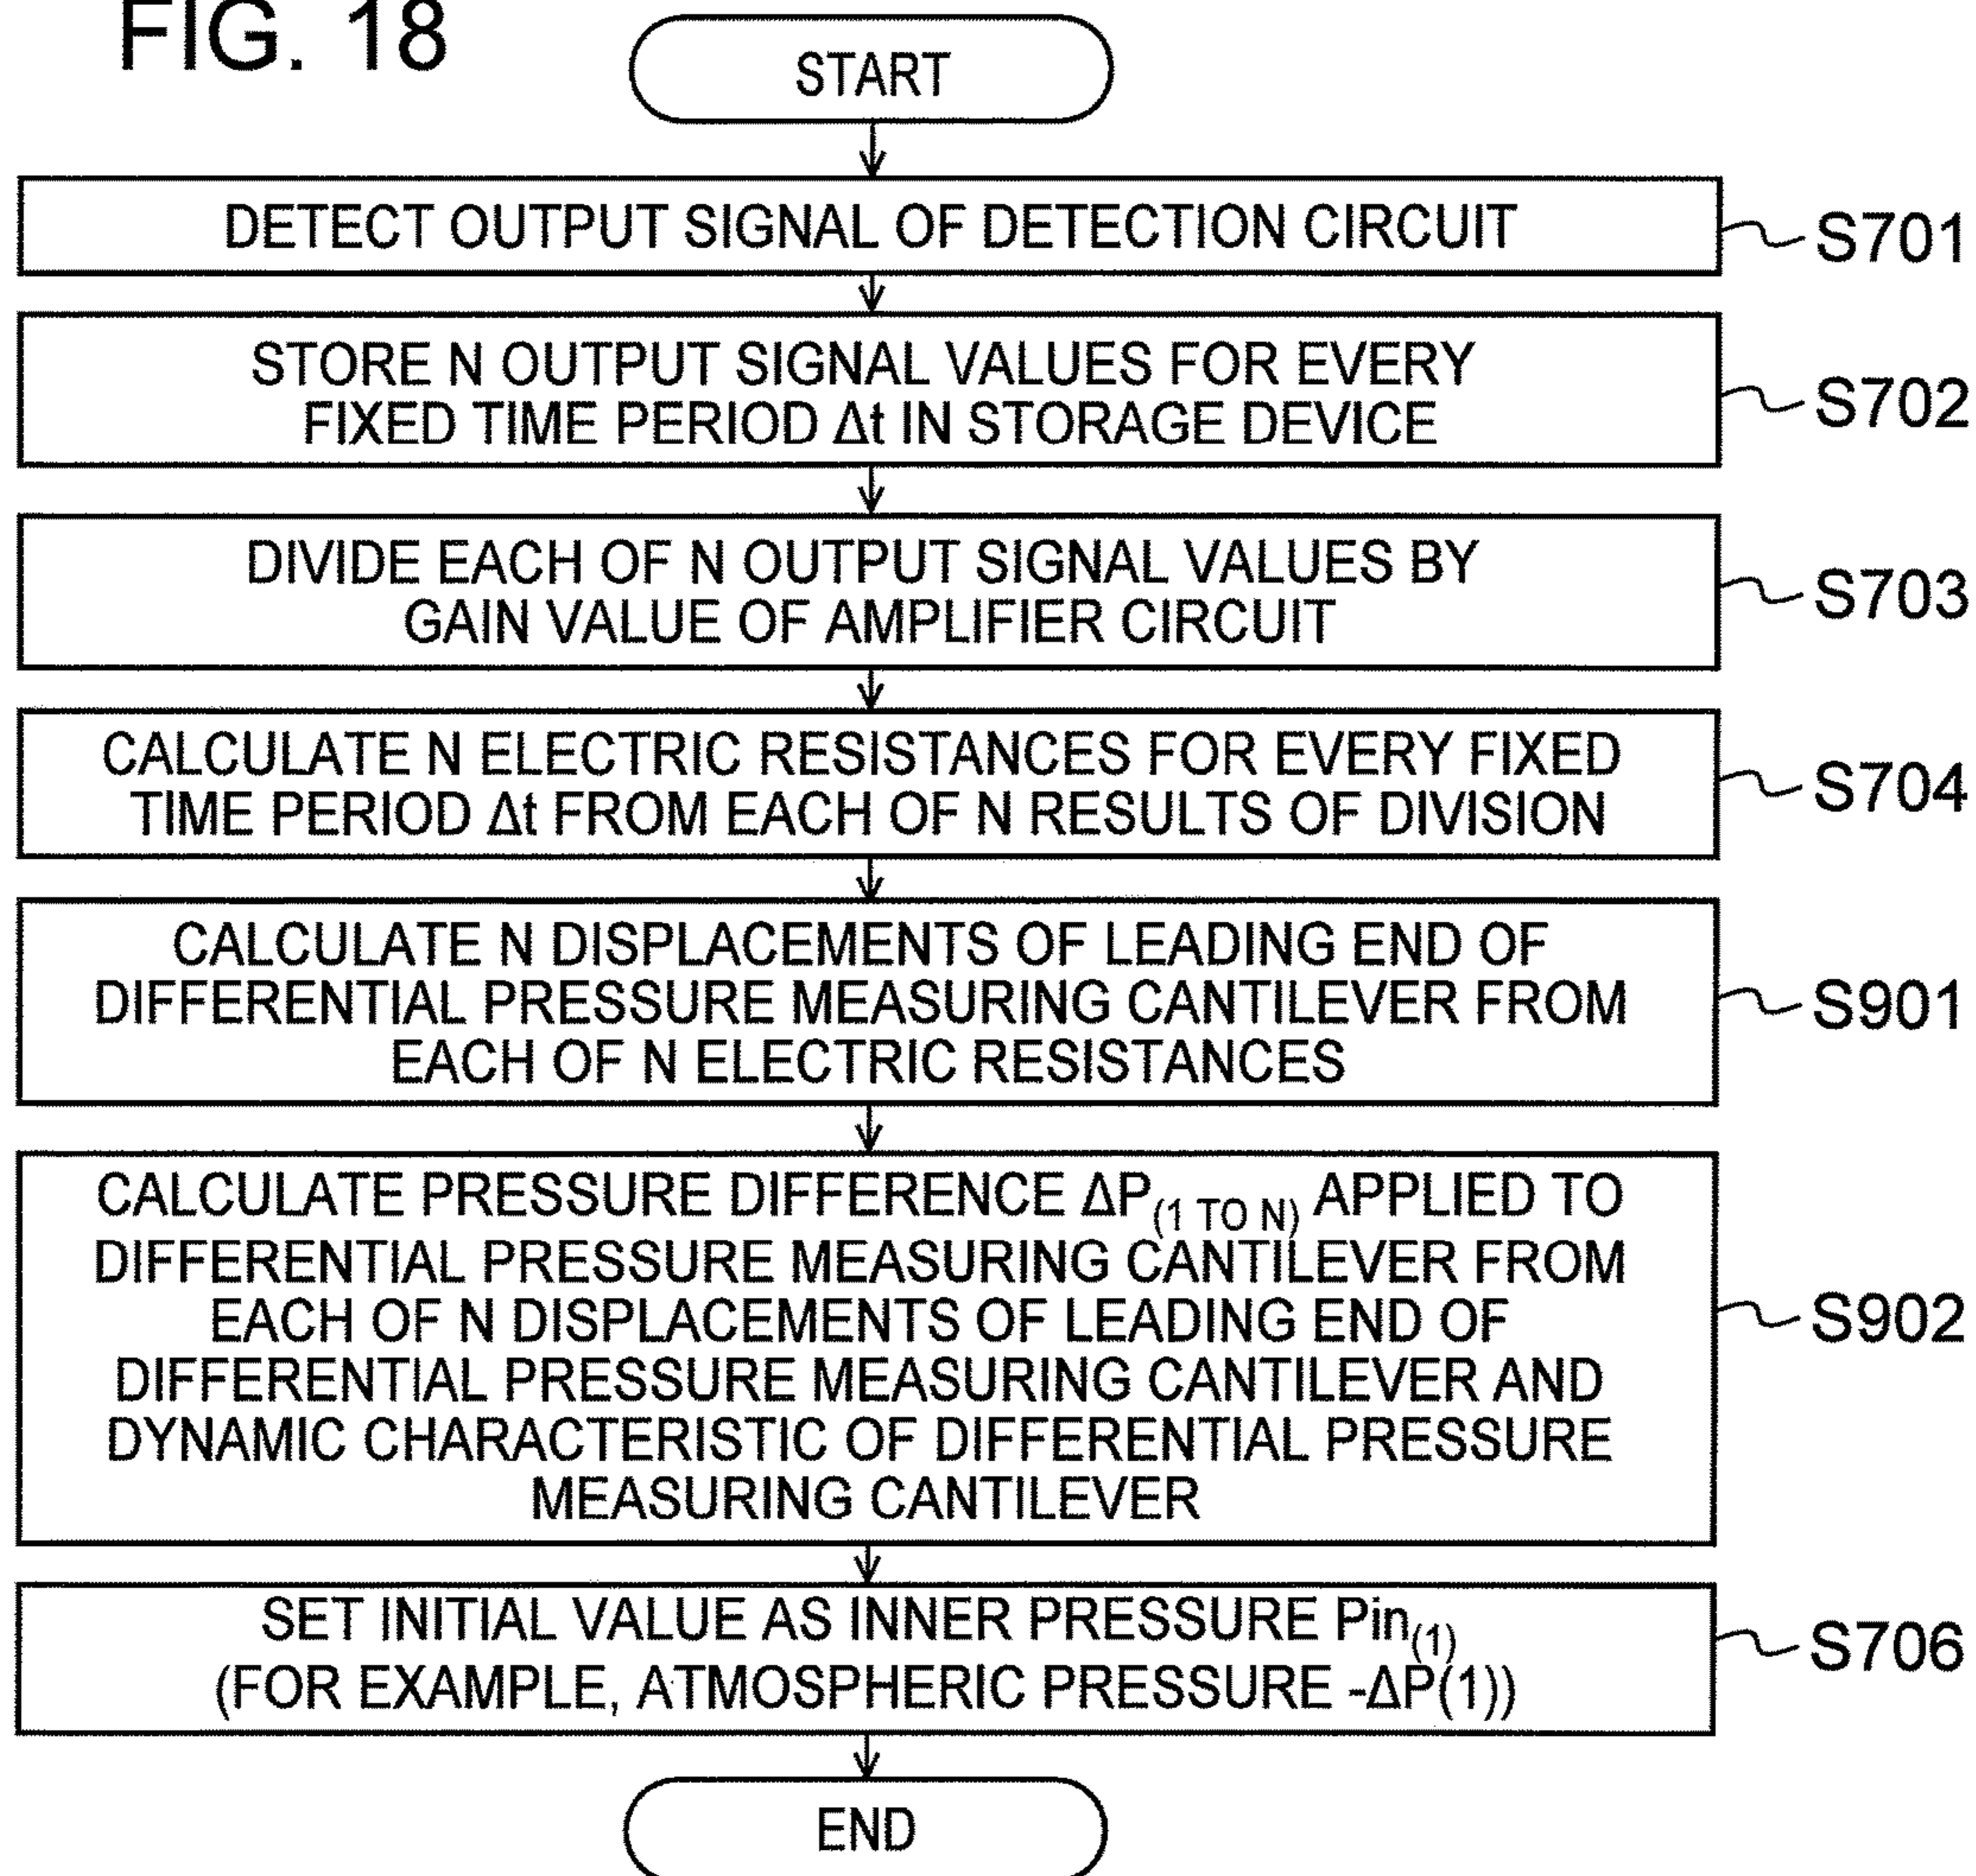 FIG. 18
START
DETECT OUTPUT SIGNAL OF DETECTION CIRCUIT
S701
STORE N OUTPUT SIGNAL VALUES FOR EVERY
FIXED TIME PERIOD Δt IN STORAGE DEVICE
S702
DIVIDE EACH OF N OUTPUT SIGNAL VALUES BY
GAIN VALUE OF AMPLIFIER CIRCUIT
S703
CALCULATE N ELECTRIC RESISTANCES FOR EVERY FIXED
TIME PERIOD Δt FROM EACH OF N RESULTS OF DIVISION
S704
CALCULATE N DISPLACEMENTS OF LEADING END OF
DIFFERENTIAL PRESSURE MEASURING CANTILEVER FROM
EACH OF N ELECTRIC RESISTANCES
S901
CALCULATE PRESSURE DIFFERENCE ΔP(1 TO N) APPLIED TO
DIFFERENTIAL PRESSURE MEASURING CANTILEVER FROM
EACH OF N DISPLACEMENTS OF LEADING END OF
DIFFERENTIAL PRESSURE MEASURING CANTILEVER AND
DYNAMIC CHARACTERISTIC OF DIFFERENTIAL PRESSURE
MEASURING CANTILEVER
S902
SET INITIAL VALUE AS INNER PRESSURE Pin(1)
(FOR EXAMPLE, ATMOSPHERIC PRESSURE -ΔP(1))
S706
END